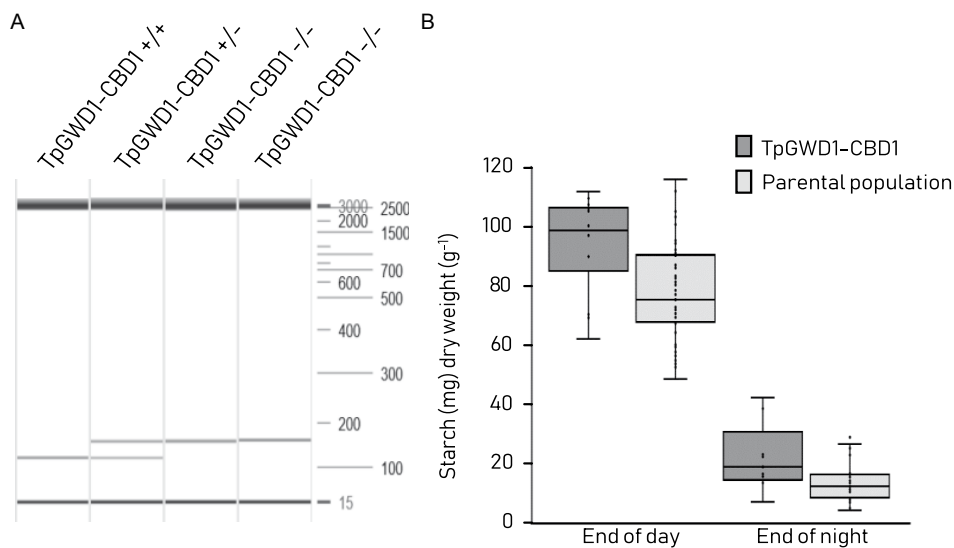 A
TpGWD1-CBD1 +/+
TpGWD1-CBD1 +/-
TpGWD1-CBD1 -/-
TpGWD1-CBD1 -/-
3000
2500
2000
1500
700
600
500
400
300
200
100
15
B
TpGWD1-CBD1
Parental population
Starch (mg) dry weight (g⁻¹)
120
100
80
60
40
20
0
End of day
End of night